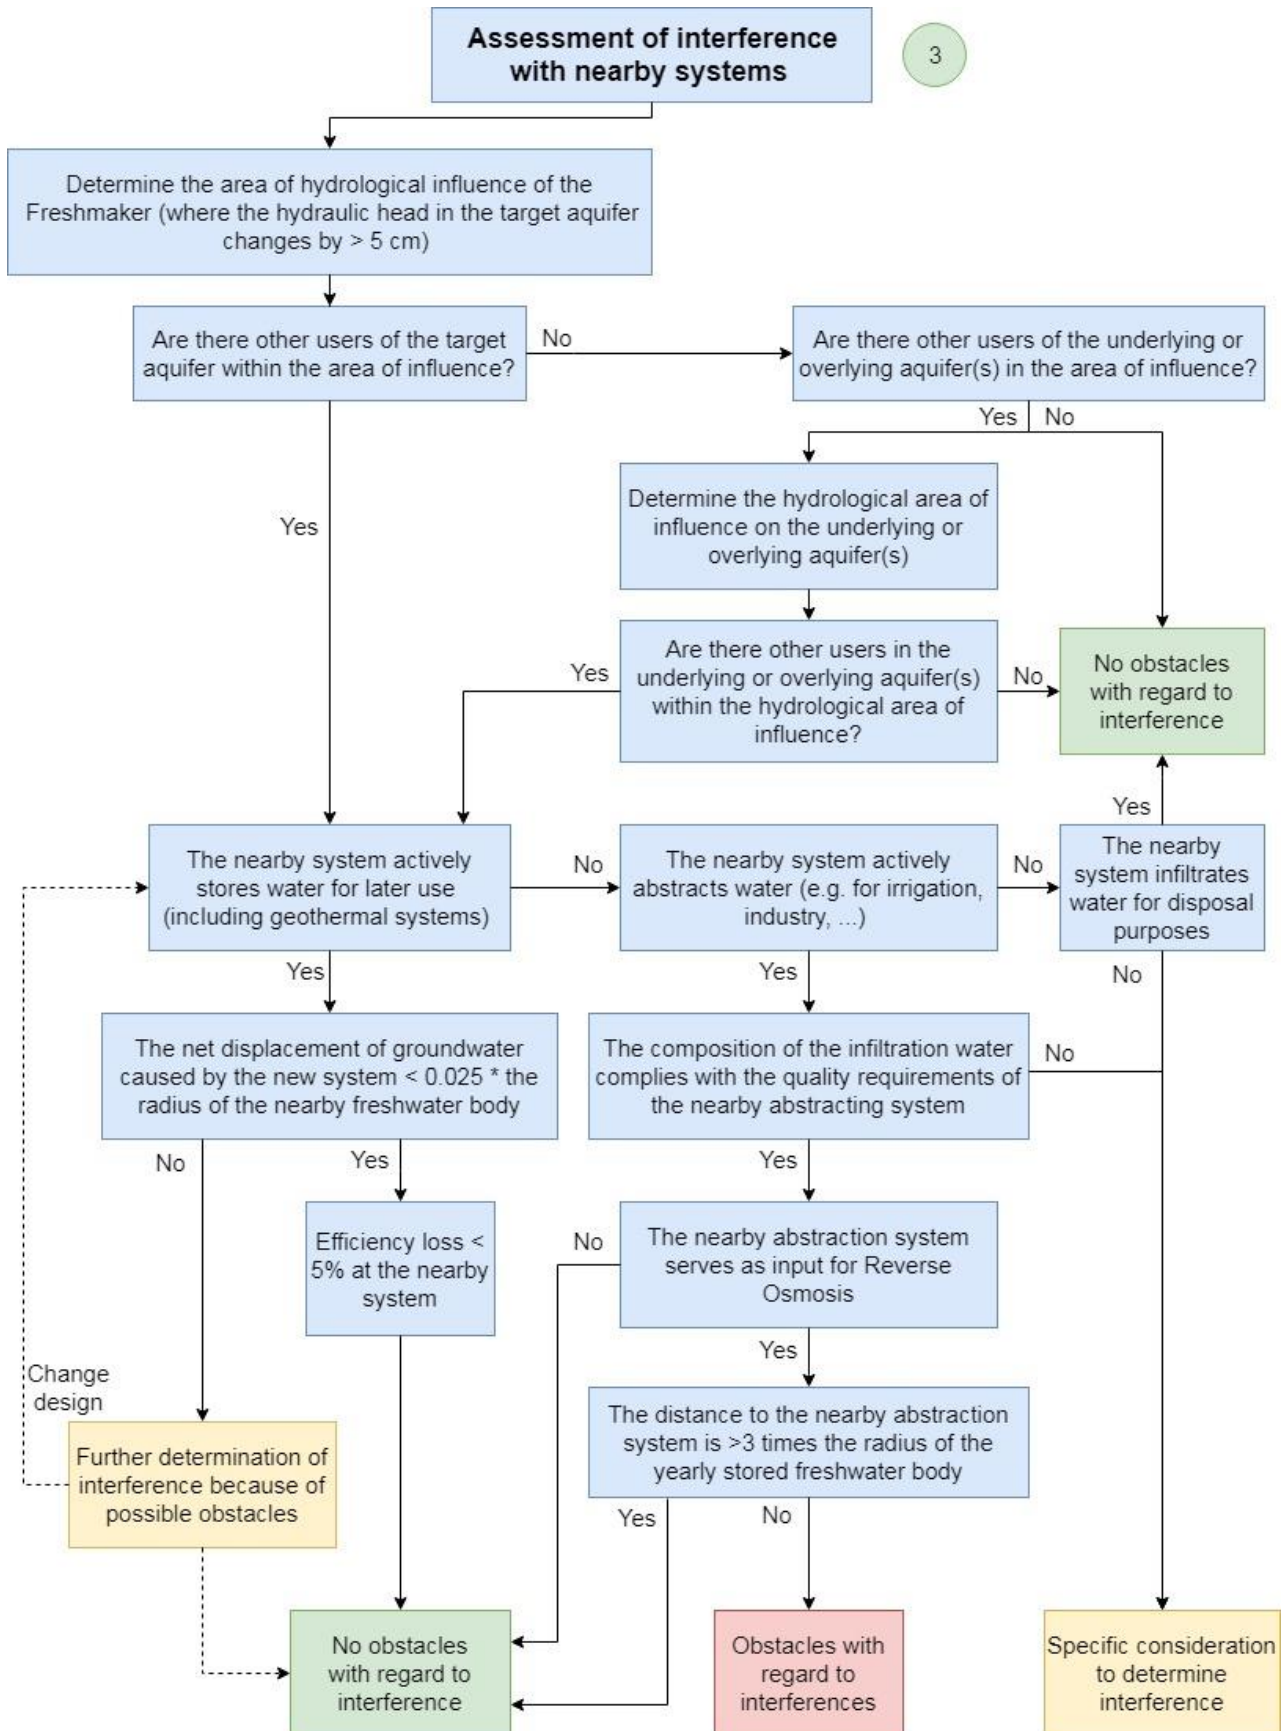 Assessment of interference
with nearby systems
3
Determine the area of hydrological influence of the
Freshmaker (where the hydraulic head in the target aquifer
changes by > 5 cm)
Are there other users of the target
aquifer within the area of influence?
No
Are there other users of the underlying or
overlying aquifer(s) in the area of influence?
Yes
No
Determine the hydrological area of
influence on the underlying or
overlying aquifer(s)
Yes
Are there other users in the
underlying or overlying aquifer(s)
within the hydrological area of
influence?
Yes
No
No obstacles
with regard to
interference
Yes
The nearby system actively
stores water for later use
(including geothermal systems)
No
The nearby system actively
abstracts water (e.g. for irrigation,
industry, ...)
No
The nearby
system infiltrates
water for disposal
purposes
Yes
Yes
No
The net displacement of groundwater
caused by the new system < 0.025 * the
radius of the nearby freshwater body
The composition of the infiltration water
complies with the quality requirements of
the nearby abstracting system
No
No
Yes
Yes
Efficiency loss <
5% at the nearby
system
No
The nearby abstraction system
serves as input for Reverse
Osmosis
Yes
Change
design
The distance to the nearby abstraction
system is >3 times the radius of the
yearly stored freshwater body
Further determination of
interference because of
possible obstacles
Yes
No
No obstacles
with regard to
interference
Obstacles with
regard to
interferences
Specific consideration
to determine
interference